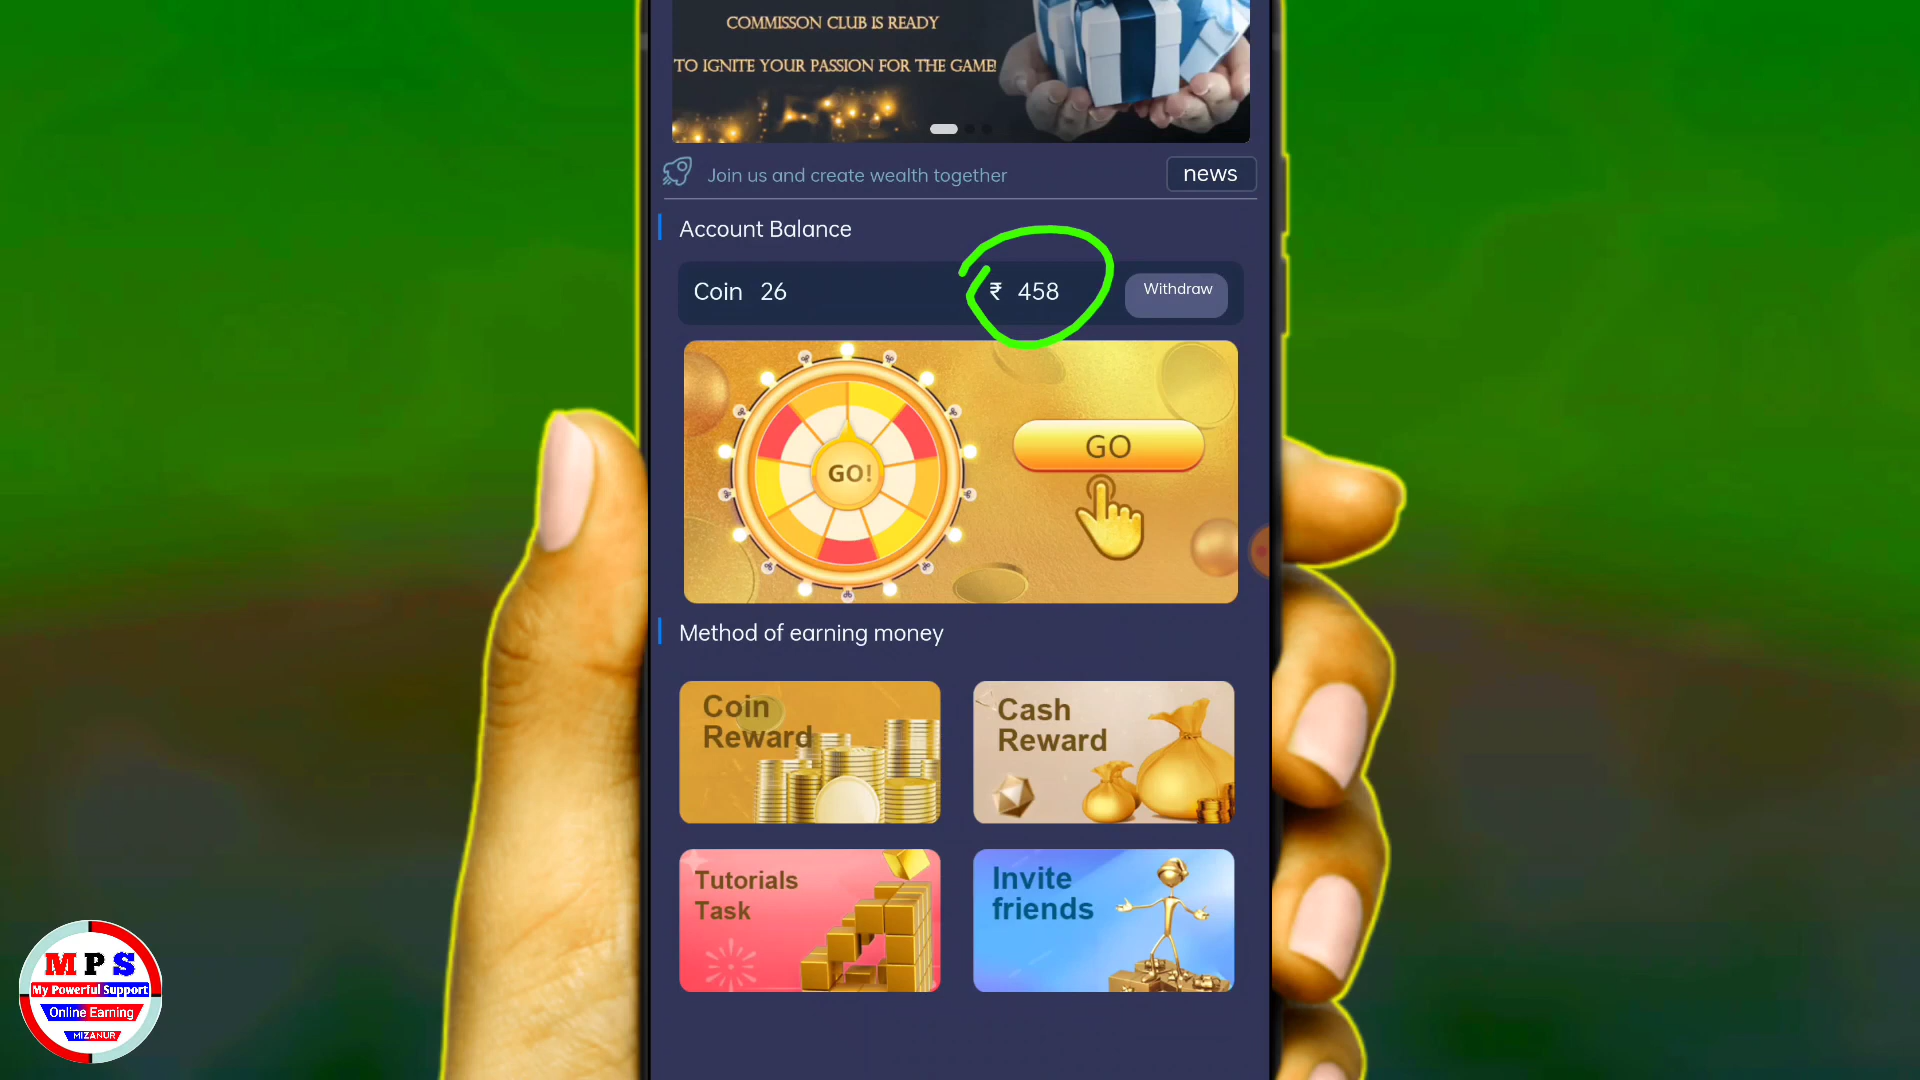 COMMISSON CLUB IS READY
TO IGNITE YOUR PASSION FOR THE GAME!
Join us and create wealth together
news
Account Balance
Coin 26
₹ 458
Withdraw
GO!
GO
Method of earning money
Coin
Reward
Cash
Reward
Tutorials
Task
Invite
friends
M P S
My Powerful Support
Online Earning
MIZANUR